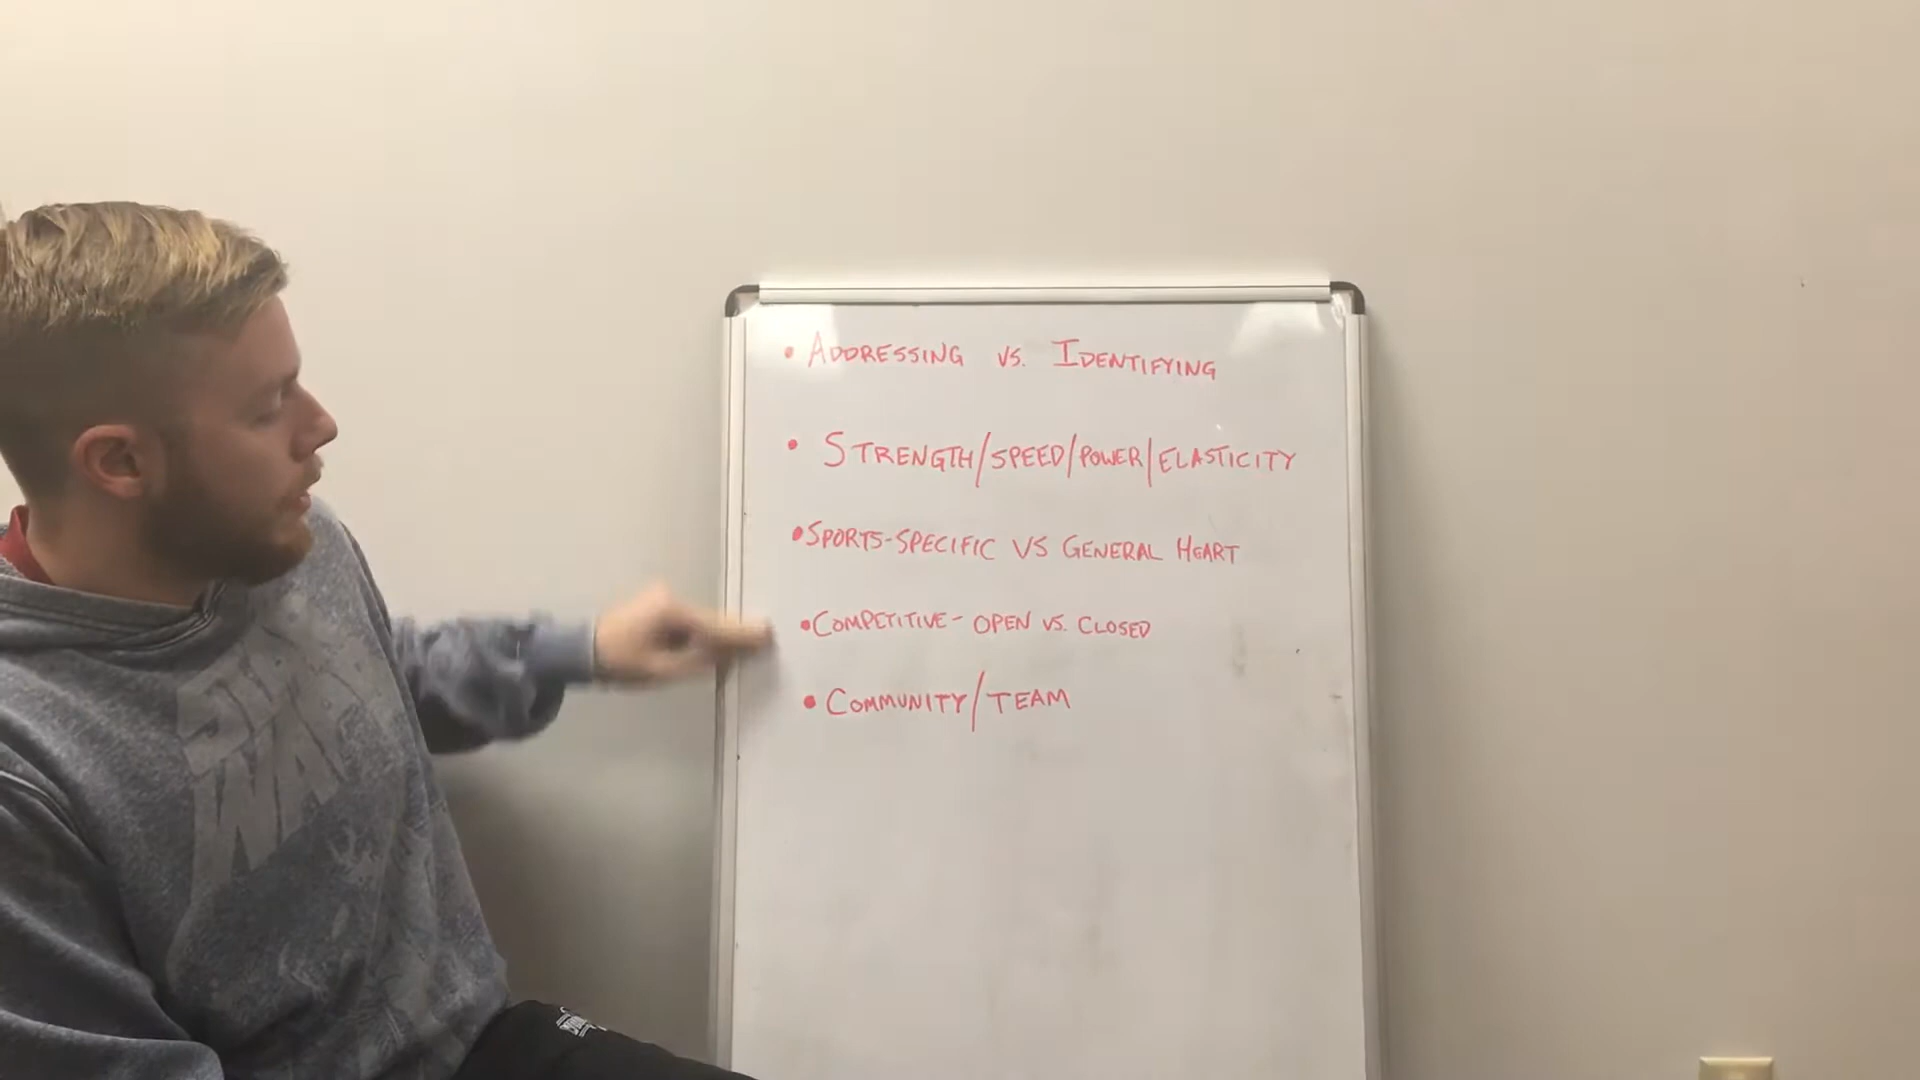 • ADDRESSING VS. IDENTIFYING
• STRENGTH/SPEED/POWER/ELASTICITY
• SPORTS-SPECIFIC VS GENERAL HEART
• COMPETITIVE - OPEN VS. CLOSED
• COMMUNITY/TEAM